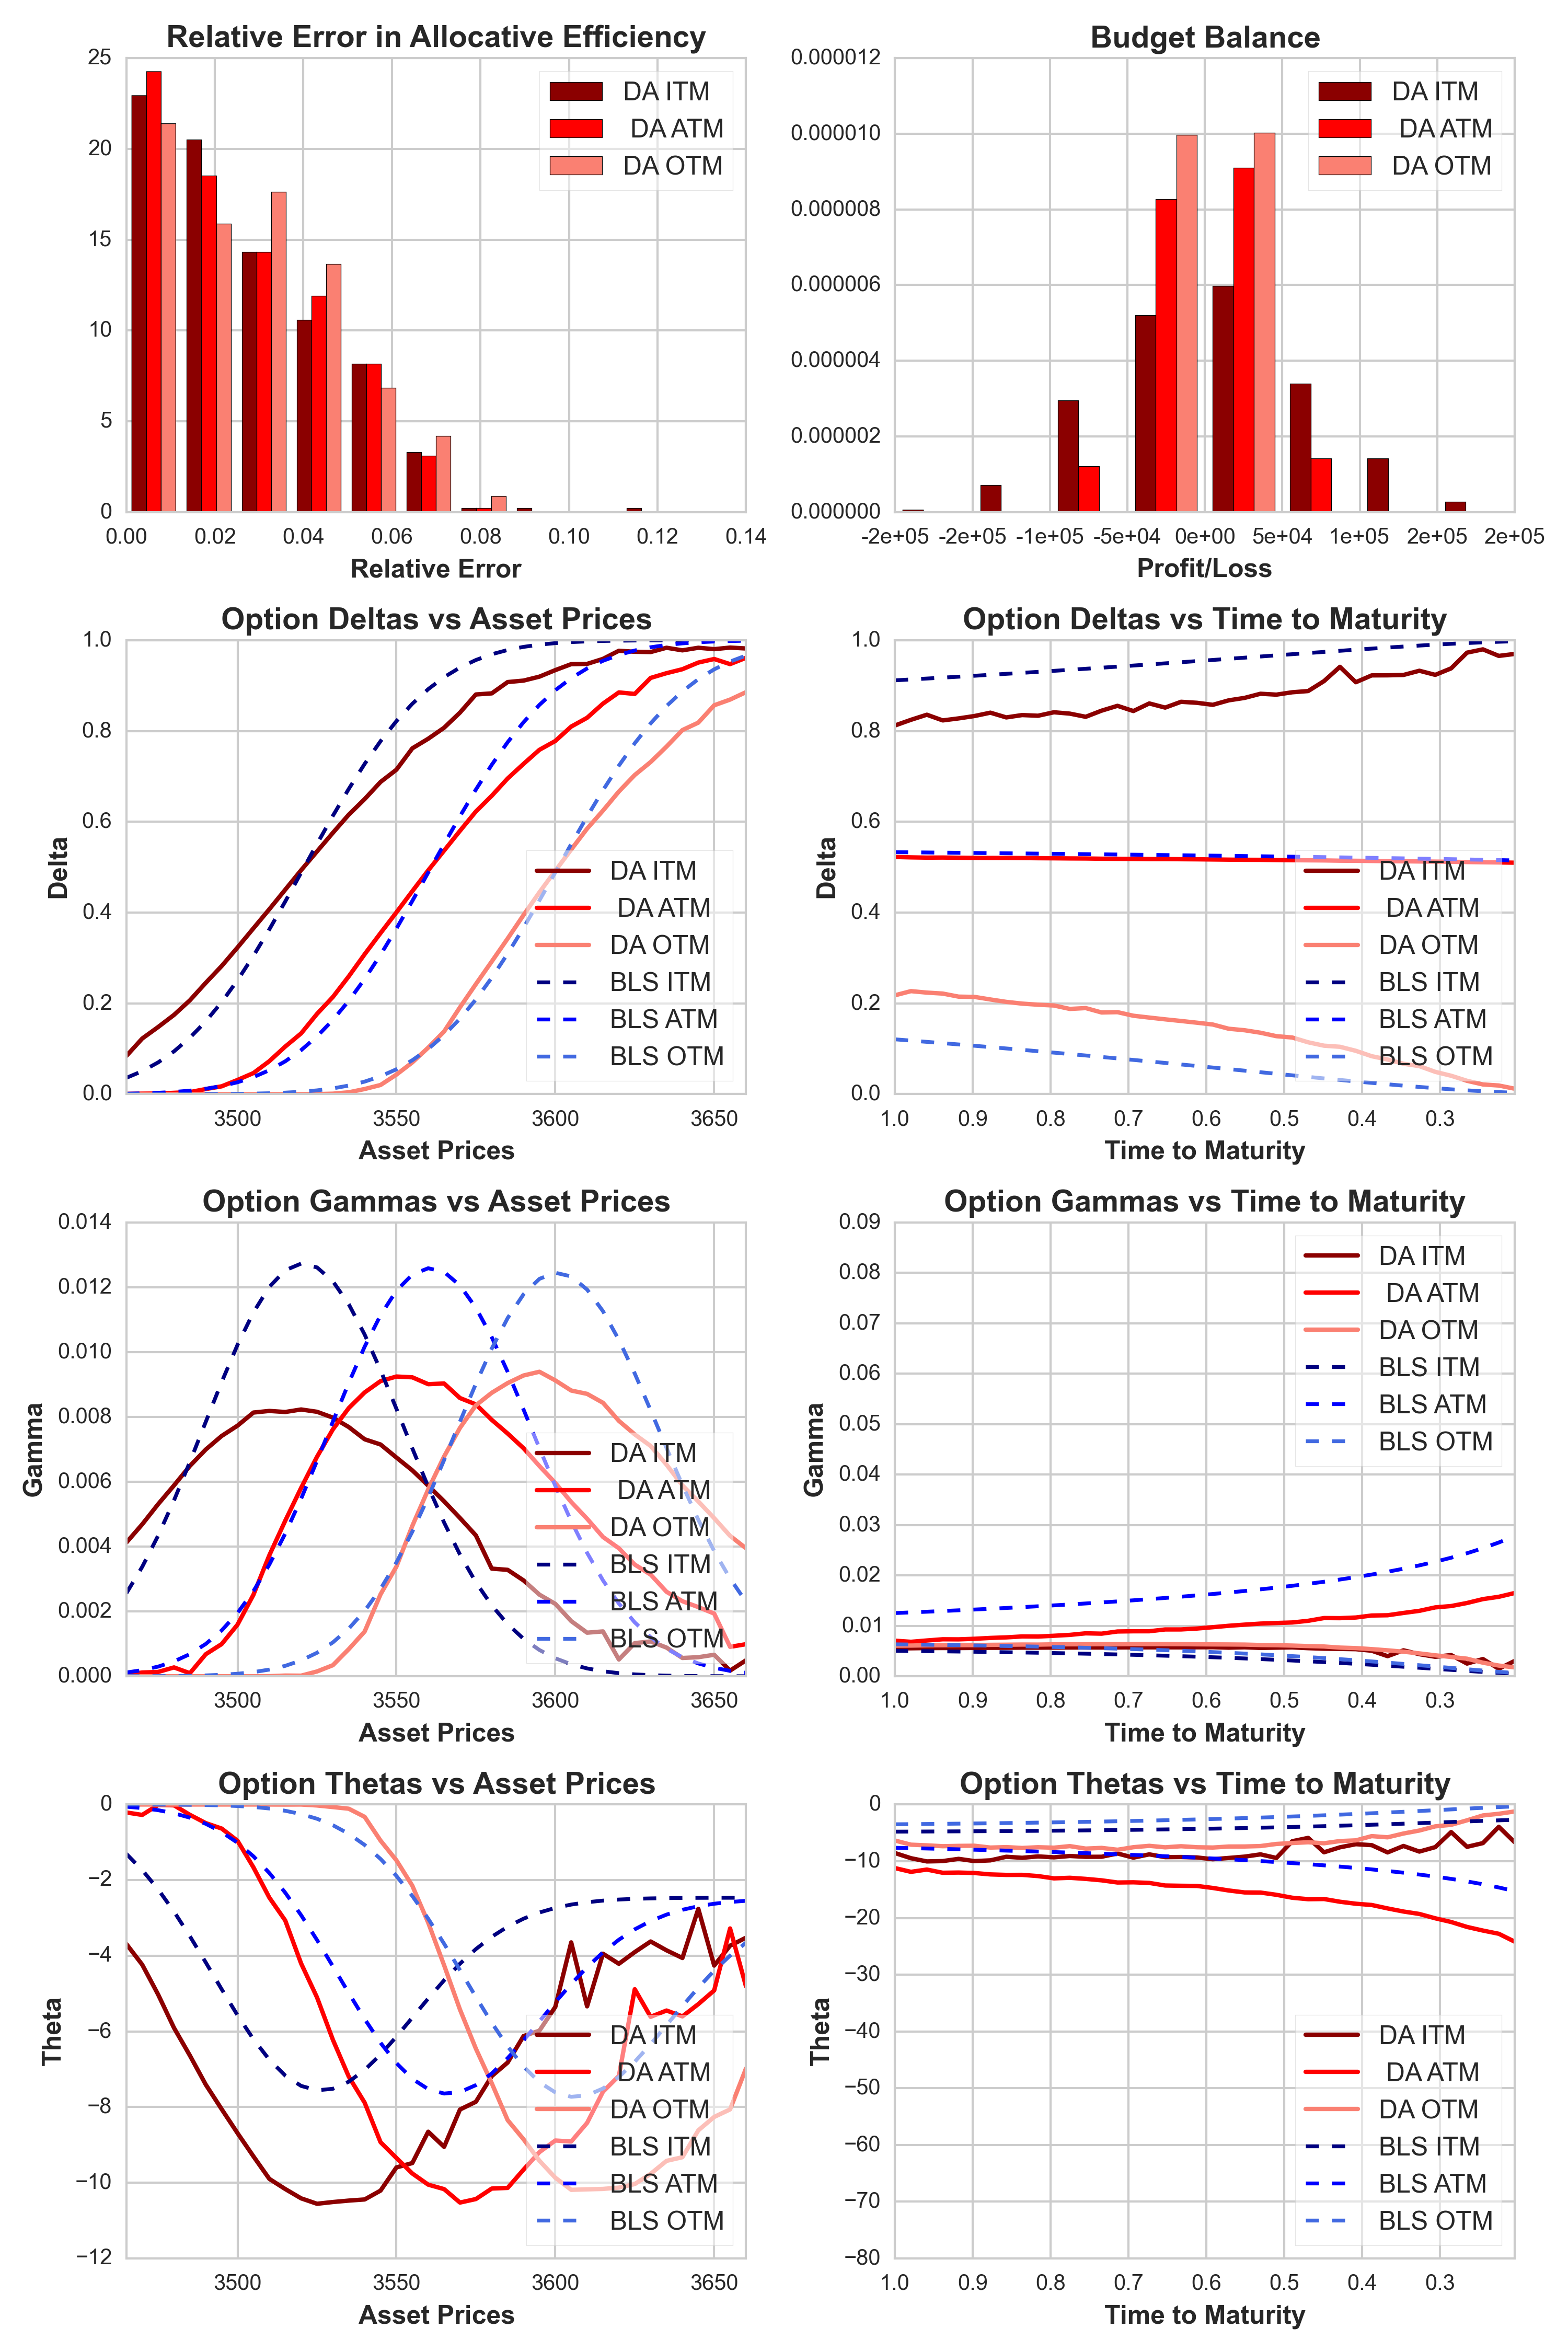 Relative Error in Allocative Efficiency
25
20
15
10
5
0
0.00 0.02 0.04 0.06 0.08 0.10 0.12 0.14
Relative Error
DA ITM
DA ATM
DA OTM
Budget Balance
0.000012
0.000010
0.000008
0.000006
0.000004
0.000002
0.000000
-2e+05 -2e+05 -1e+05 -5e+04 0e+00 5e+04 1e+05 2e+05 2e+05
Profit/Loss
DA ITM
DA ATM
DA OTM
Option Deltas vs Asset Prices
1.0
0.8
0.6
0.4
0.2
0.0
Delta
3500 3550 3600 3650
Asset Prices
DA ITM
DA ATM
DA OTM
BLS ITM
BLS ATM
BLS OTM
Option Deltas vs Time to Maturity
1.0
0.8
0.6
0.4
0.2
0.0
Delta
1.0 0.9 0.8 0.7 0.6 0.5 0.4 0.3
Time to Maturity
DA ITM
DA ATM
DA OTM
BLS ITM
BLS ATM
BLS OTM
Option Gammas vs Asset Prices
0.014
0.012
0.010
0.008
0.006
0.004
0.002
0.000
Gamma
3500 3550 3600 3650
Asset Prices
DA ITM
DA ATM
DA OTM
BLS ITM
BLS ATM
BLS OTM
Option Gammas vs Time to Maturity
0.09
0.08
0.07
0.06
0.05
0.04
0.03
0.02
0.01
0.00
Gamma
1.0 0.9 0.8 0.7 0.6 0.5 0.4 0.3
Time to Maturity
DA ITM
DA ATM
DA OTM
BLS ITM
BLS ATM
BLS OTM
Option Thetas vs Asset Prices
0
−2
−4
−6
−8
−10
−12
Theta
3500 3550 3600 3650
Asset Prices
DA ITM
DA ATM
DA OTM
BLS ITM
BLS ATM
BLS OTM
Option Thetas vs Time to Maturity
0
−10
−20
−30
−40
−50
−60
−70
−80
Theta
1.0 0.9 0.8 0.7 0.6 0.5 0.4 0.3
Time to Maturity
DA ITM
DA ATM
DA OTM
BLS ITM
BLS ATM
BLS OTM